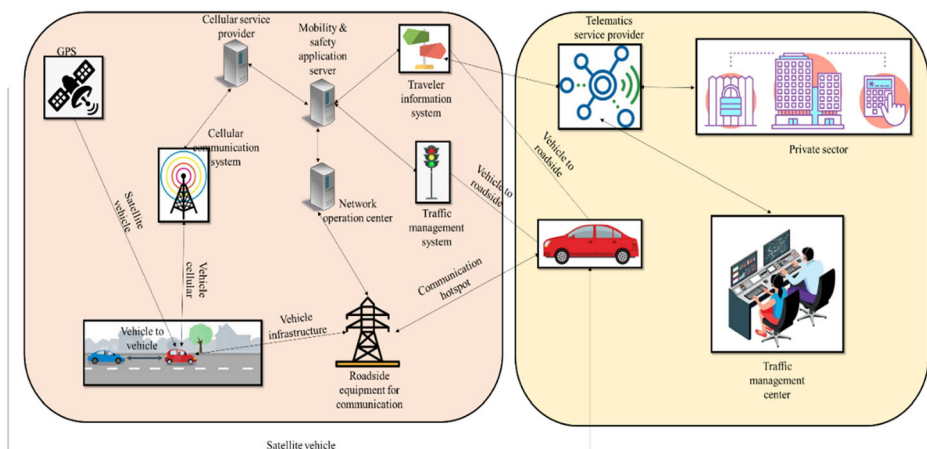 GPS
Cellular service
provider
Mobility &
safety
application
server
Traveler
information
system
Cellular
communication
system
Network
operation center
Traffic
management
system
Satellite
vehicle
Vehicle
cellular
Vehicle to
vehicle
Vehicle
infrastructure
Roadside
equipment for
communication
Communication
hotspot
Vehicle to
roadside
Vehicle to
roadside
Telematics
service provider
Private sector
Traffic
management
center
Satellite vehicle